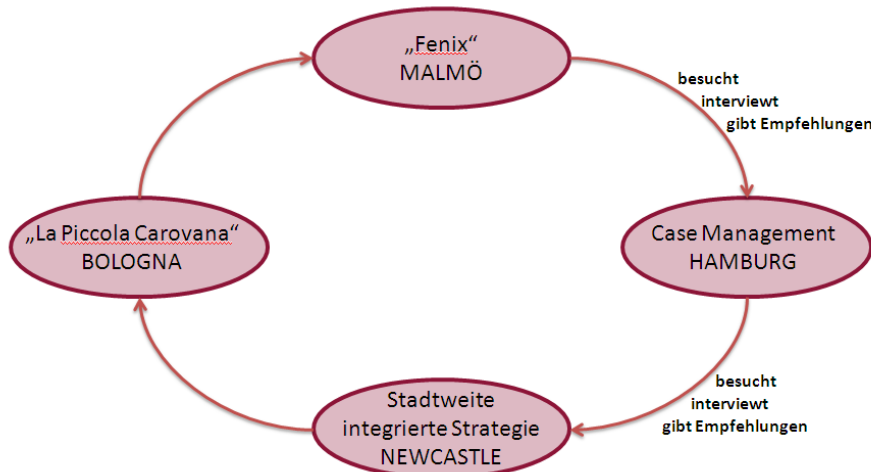 „Fenix“
MALMÖ
besucht
interviewt
gibt Empfehlungen
„La Piccola Carovana“
BOLOGNA
Case Management
HAMBURG
besucht
interviewt
gibt Empfehlungen
Stadtweite
integrierte Strategie
NEWCASTLE